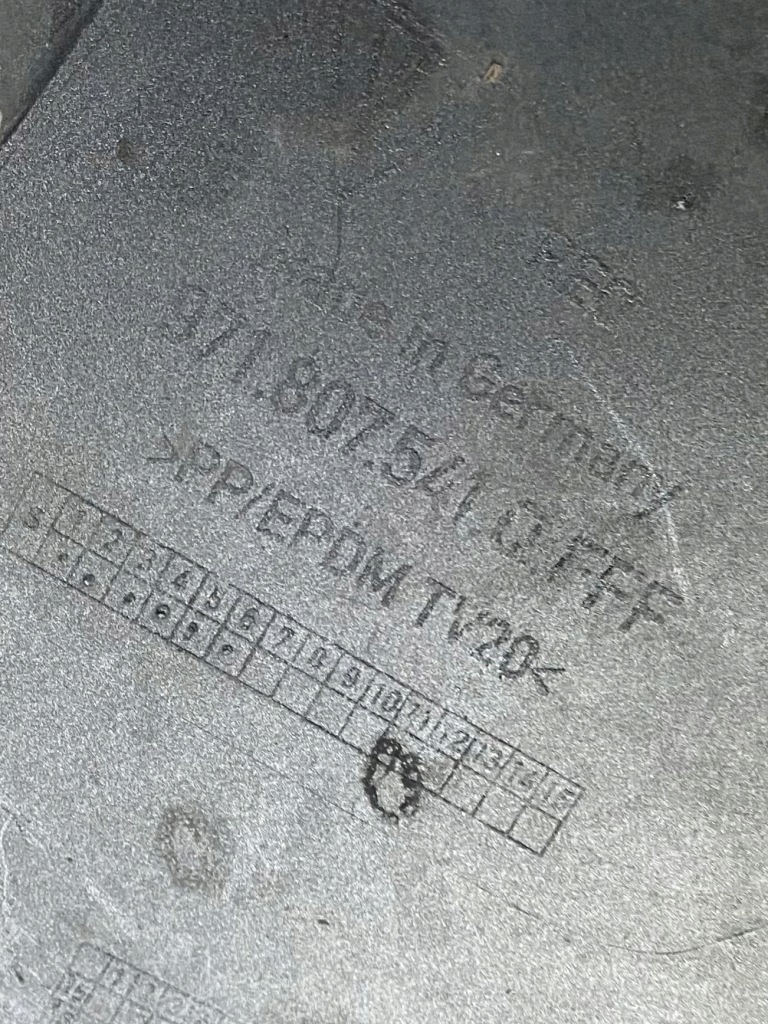 Made in Germany
971.807.541.G.FFF
>PP/EPDM TV20<
S 1 2 3 4 5 6 7 8 9 10 11 12 13 14 15